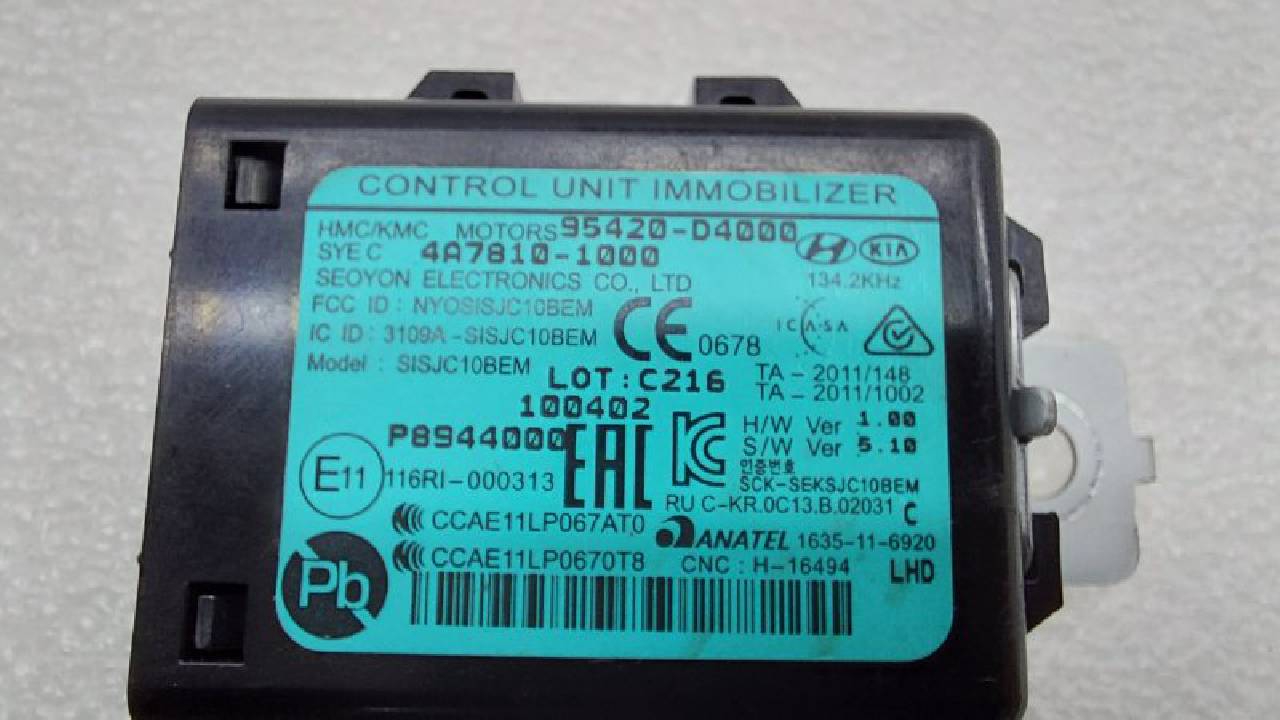 CONTROL UNIT IMMOBILIZER
HMC/KMC MOTORS 95420-D4000
SYE C 4A7810-1000
KIA
SEOYON ELECTRONICS CO., LTD
134.2KHz
FCC ID : NYOSISJC10BEM
IC ID : 3109A-SISJC10BEM
CE 0678
ICASA
Model : SISJC10BEM
LOT:C216
TA-2011/148
TA-2011/1002
100402
H/W Ver 1.00
P8944000
S/W Ver 5.10
EAC
KC
인증번호
E11
116RI-000313
SCK-SEKSJC10BEM
RU C-KR.0C13.B.02031 C
CCAE11LP067AT0
ANATEL 1635-11-6920
CCAE11LP0670T8
CNC : H-16494
LHD
Pb